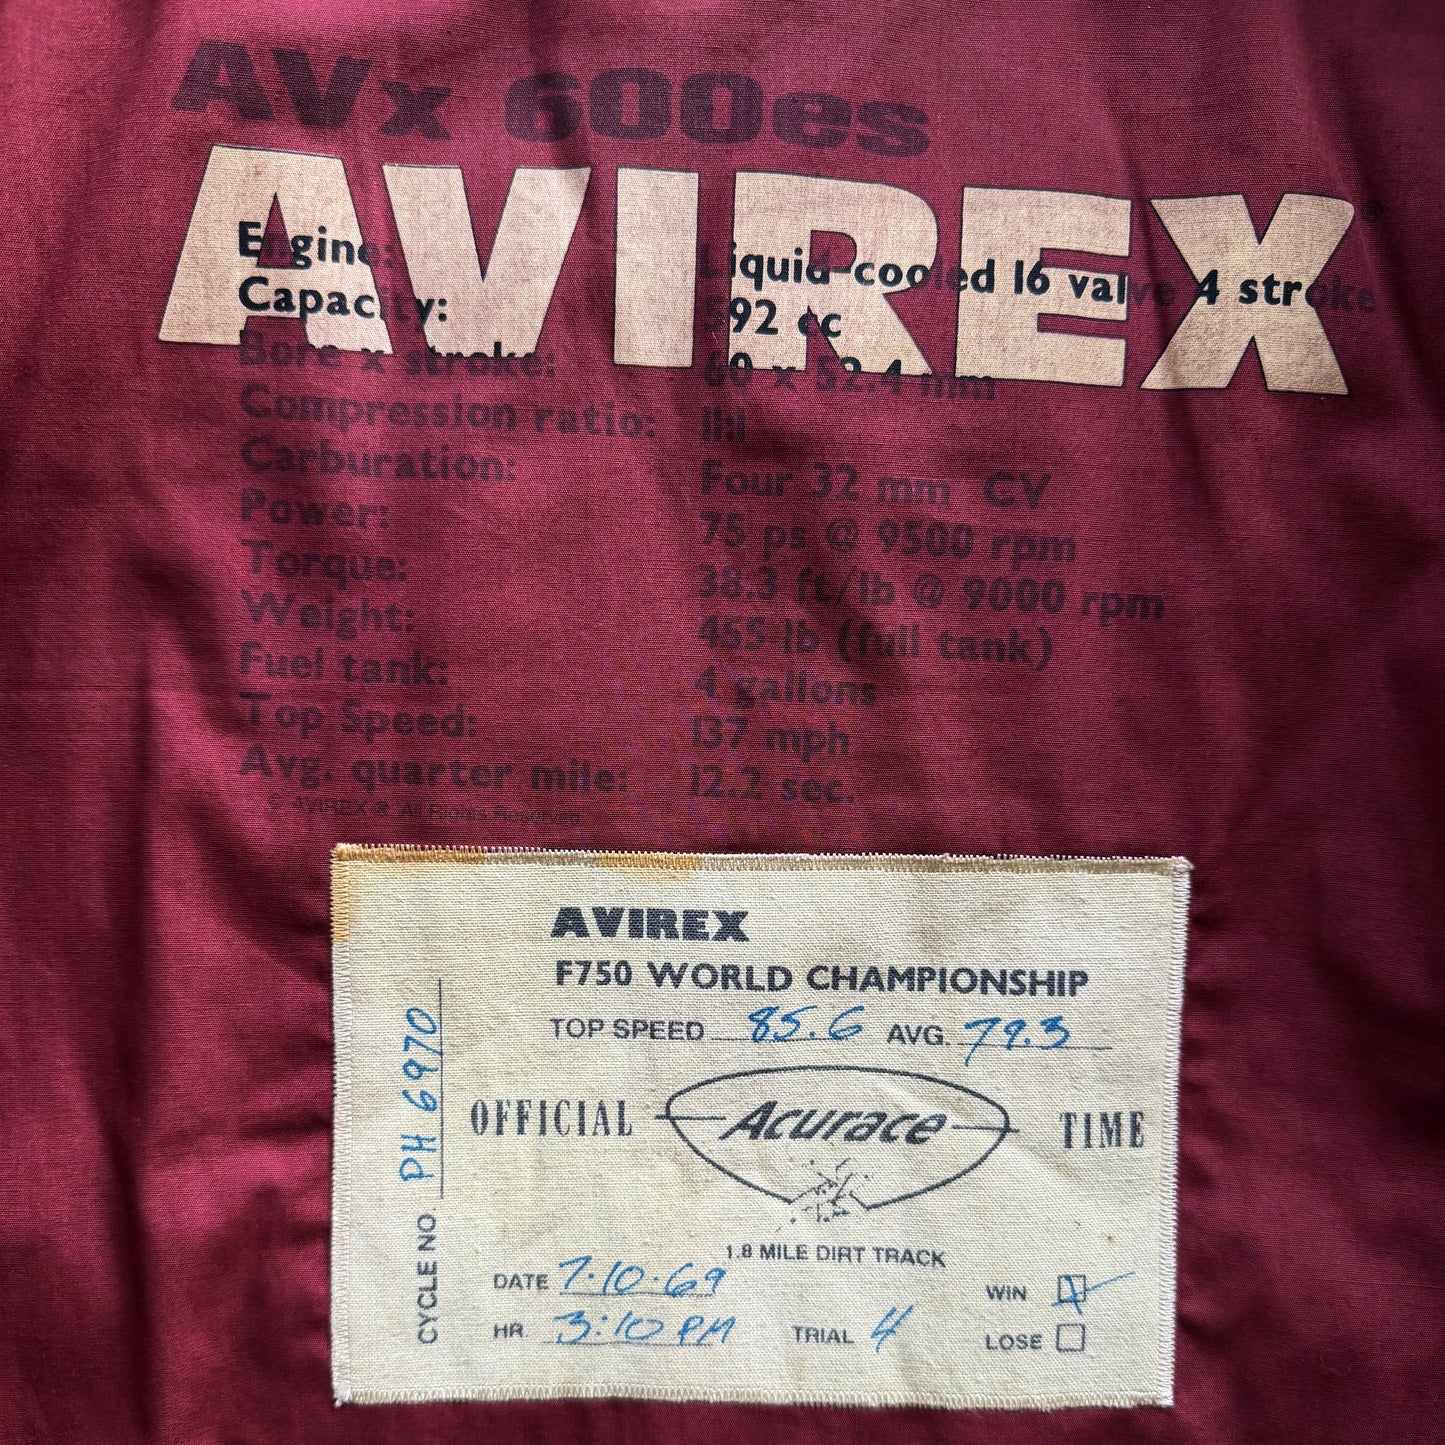 AVx 600es
AVIREX®
Engine: Liquid-cooled 16 valve 4 stroke
Capacity: 592 cc
Bore x stroke: 60 x 52.4 mm
Compression ratio: 11:1
Carburation: Four 32 mm CV
Power: 75 ps @ 9500 rpm
Torque: 38.3 ft/lb @ 9000 rpm
Weight: 455 lb (full tank)
Fuel tank: 4 gallons
Top Speed: 137 mph
Avg. quarter mile: 12.2 sec.
© AVIREX ® All Rights Reserved.
AVIREX
F750 WORLD CHAMPIONSHIP
TOP SPEED 85.6 AVG. 79.3
OFFICIAL Acurace TIME
1.8 MILE DIRT TRACK
DATE 7·10·69 WIN
HR. 3:10 PM TRIAL 4 LOSE
CYCLE NO. PH 6970